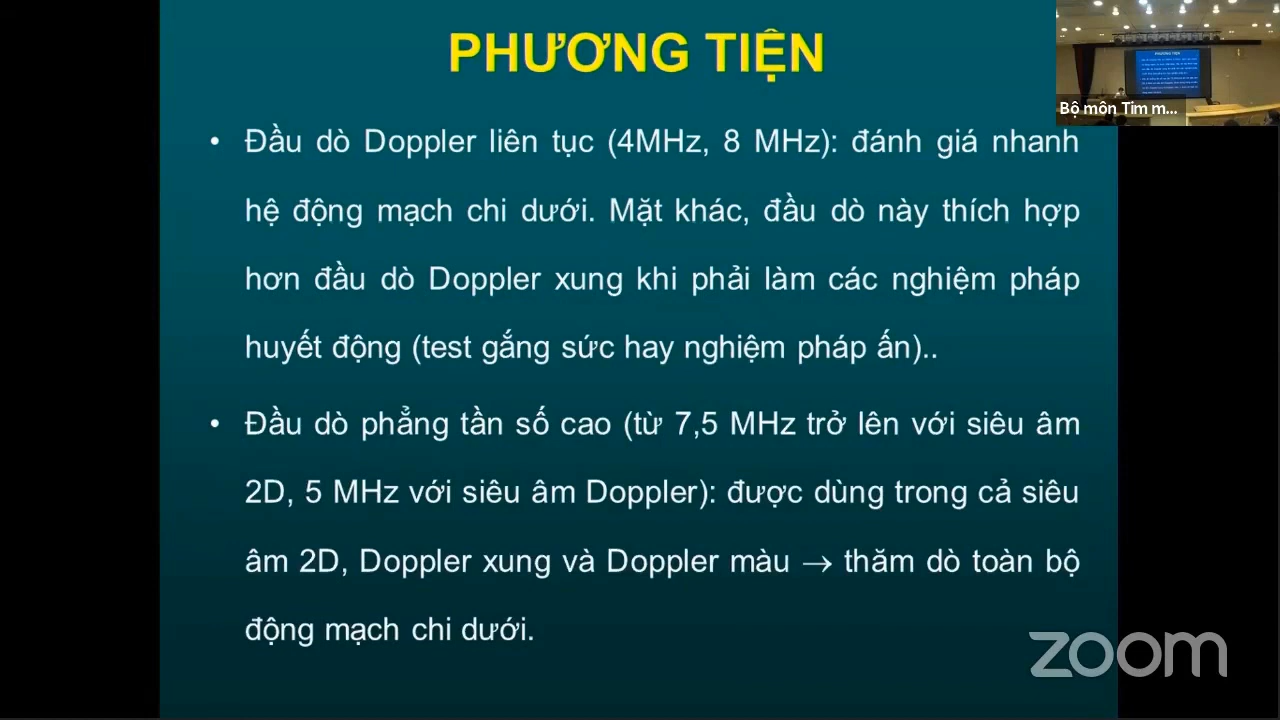 PHƯƠNG TIỆN
Bộ môn Tim m...
• Đầu dò Doppler liên tục (4MHz, 8 MHz): đánh giá nhanh
hệ động mạch chi dưới. Mặt khác, đầu dò này thích hợp
hơn đầu dò Doppler xung khi phải làm các nghiệm pháp
huyết động (test gắng sức hay nghiệm pháp ấn)..
• Đầu dò phẳng tần số cao (từ 7,5 MHz trở lên với siêu âm
2D, 5 MHz với siêu âm Doppler): được dùng trong cả siêu
âm 2D, Doppler xung và Doppler màu → thăm dò toàn bộ
động mạch chi dưới.
zoom